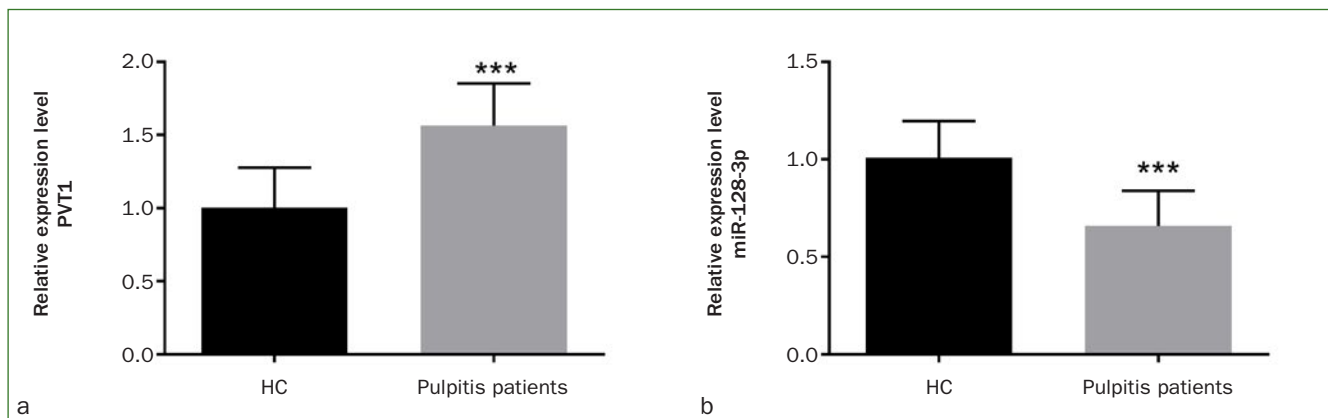 Relative expression level
PVT1
2.0
1.5
1.0
0.5
0.0
***
HC
Pulpitis patients
a
Relative expression level
miR-128-3p
1.5
1.0
0.5
0.0
***
HC
Pulpitis patients
b